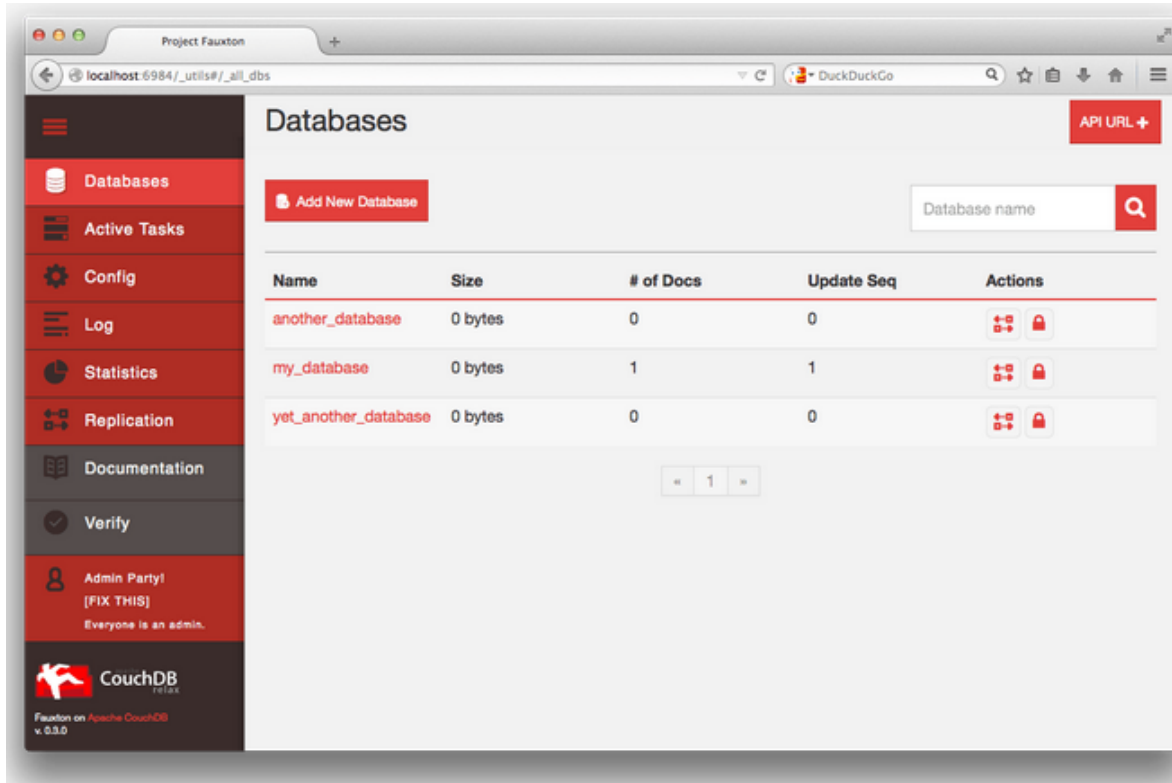 Project Fauxton
localhost:6984/_utils#/_all_dbs
DuckDuckGo
Databases
API URL
Databases
Active Tasks
Config
Log
Statistics
Replication
Documentation
Verify
Admin Party!
[FIX THIS]
Everyone is an admin.
CouchDB
relax
Fauxton on Apache CouchDB
v. 0.3.0
Add New Database
Database name
Name Size # of Docs Update Seq Actions
another_database 0 bytes 0 0
my_database 0 bytes 1 1
yet_another_database 0 bytes 0 0
« 1 »